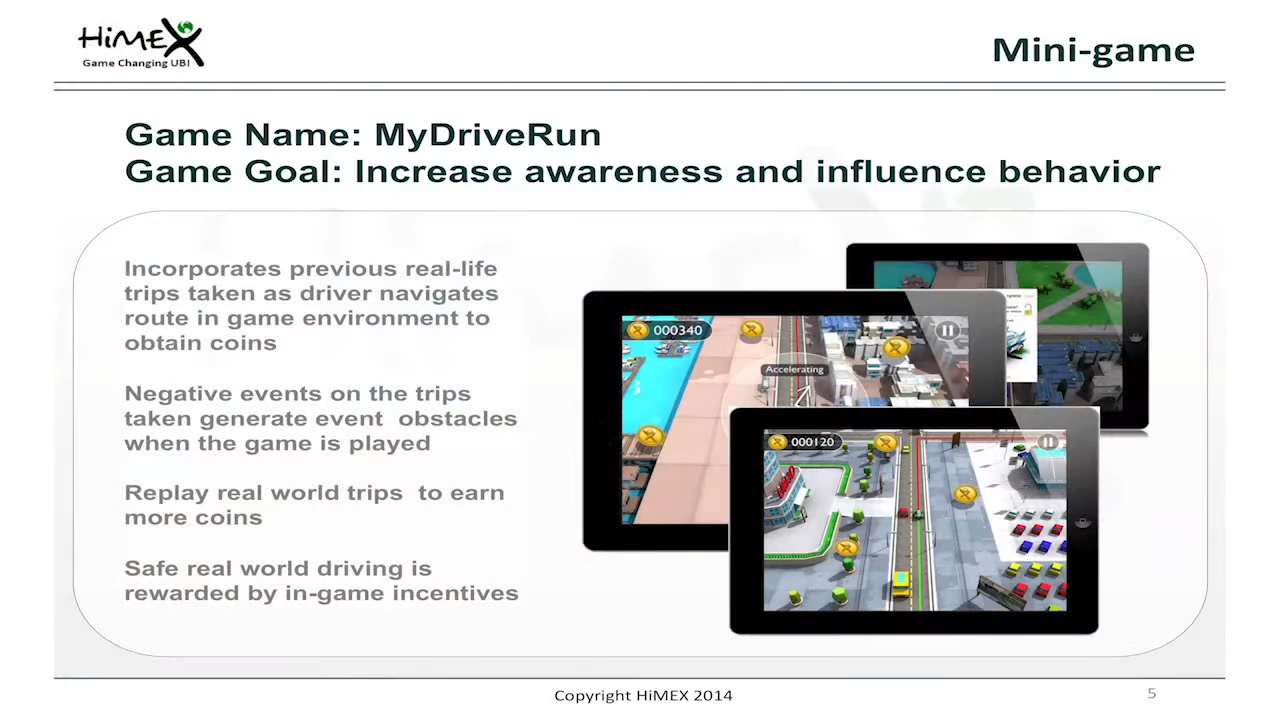 HiMEX
Game Changing UBI
Mini-game
Game Name: MyDriveRun
Game Goal: Increase awareness and influence behavior
Incorporates previous real-life
trips taken as driver navigates
route in game environment to
obtain coins
Negative events on the trips
taken generate event obstacles
when the game is played
Replay real world trips to earn
more coins
Safe real world driving is
rewarded by in-game incentives
000340
Accelerating
000120
Copyright HiMEX 2014
5